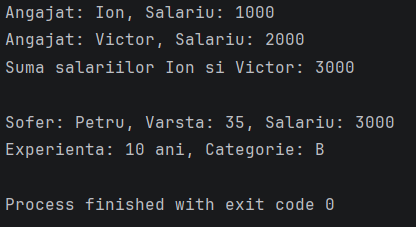 Angajat: Ion, Salariu: 1000
Angajat: Victor, Salariu: 2000
Suma salariilor Ion si Victor: 3000
Sofer: Petru, Varsta: 35, Salariu: 3000
Experienta: 10 ani, Categorie: B
Process finished with exit code 0